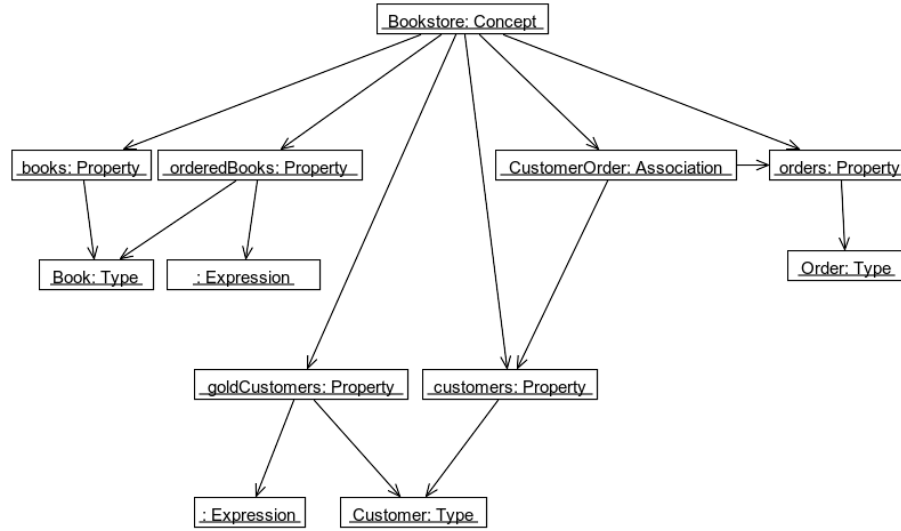 Bookstore: Concept
books: Property
orderedBooks: Property
CustomerOrder: Association
orders: Property
Book: Type
: Expression
Order: Type
goldCustomers: Property
customers: Property
: Expression
Customer: Type